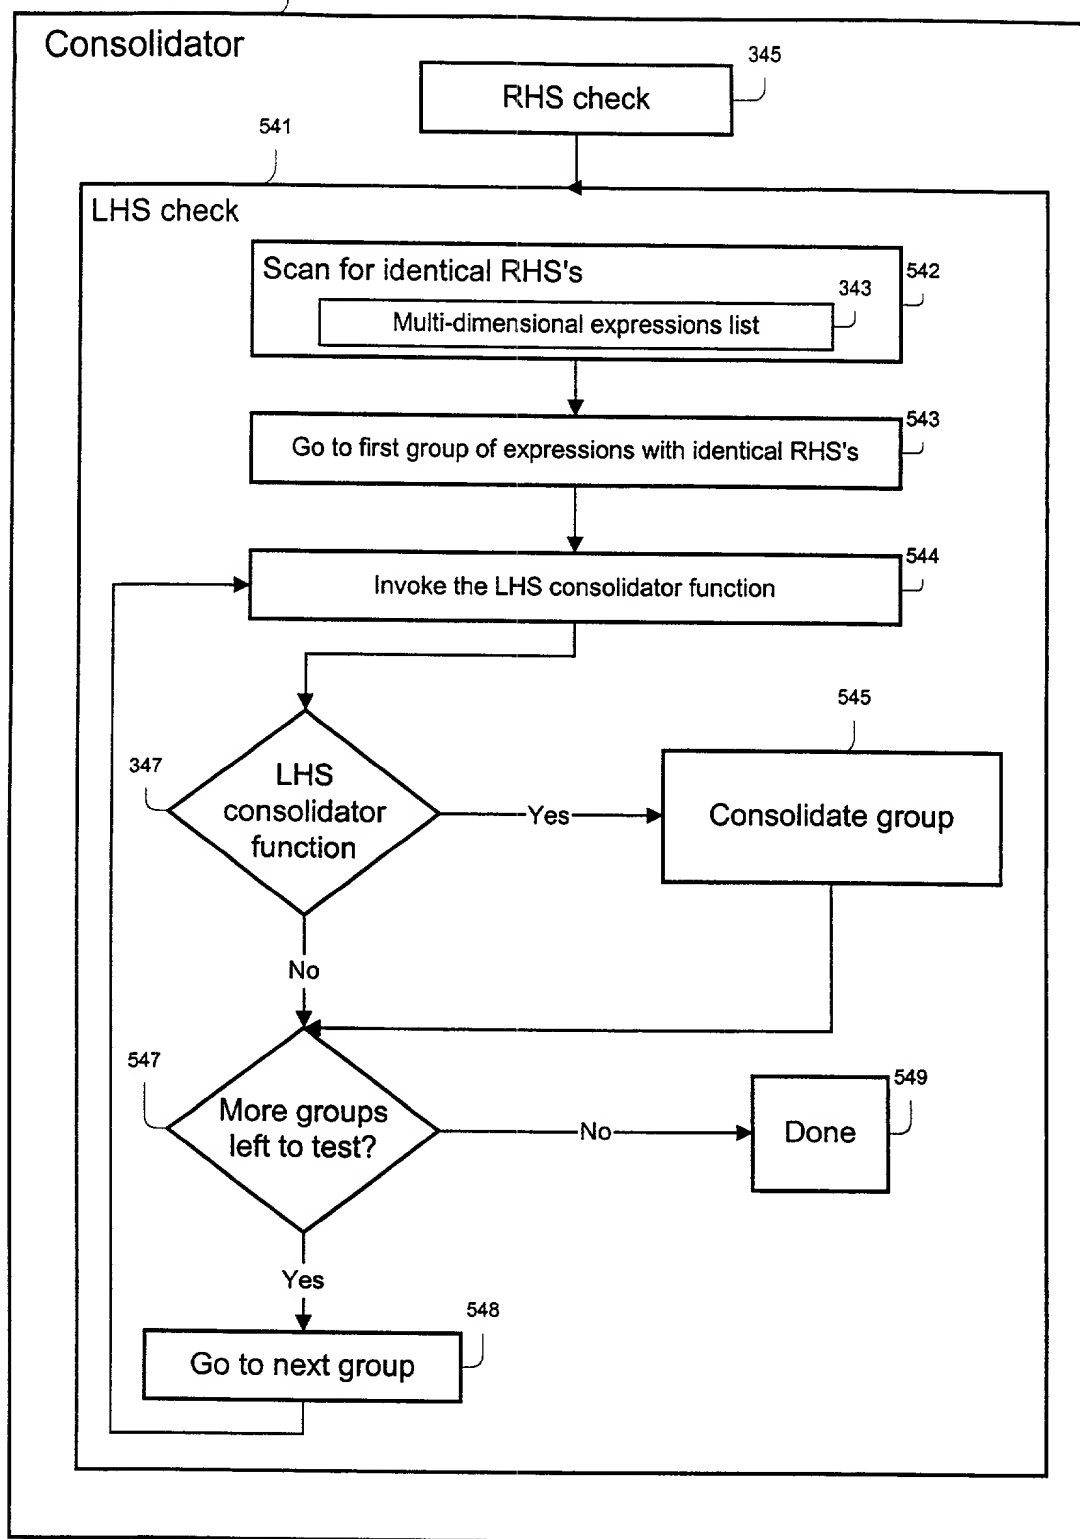 Consolidator
345
RHS check
541
LHS check
Scan for identical RHS's
542
343
Multi-dimensional expressions list
543
Go to first group of expressions with identical RHS's
544
Invoke the LHS consolidator function
545
347
LHS
consolidator
function
Yes
Consolidate group
No
547
More groups
left to test?
No
549
Done
Yes
548
Go to next group